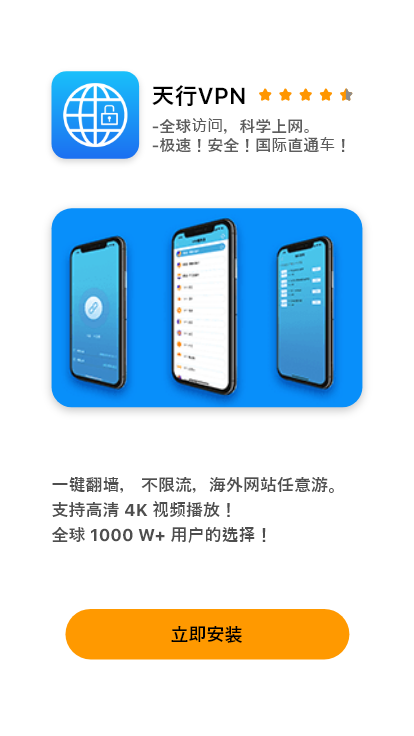 天行VPN
-全球访问，科学上网。
-极速！安全！国际直通车！
一键翻墙， 不限流，海外网站任意游。
支持高清 4K 视频播放！
全球 1000 W+ 用户的选择！
立即安装